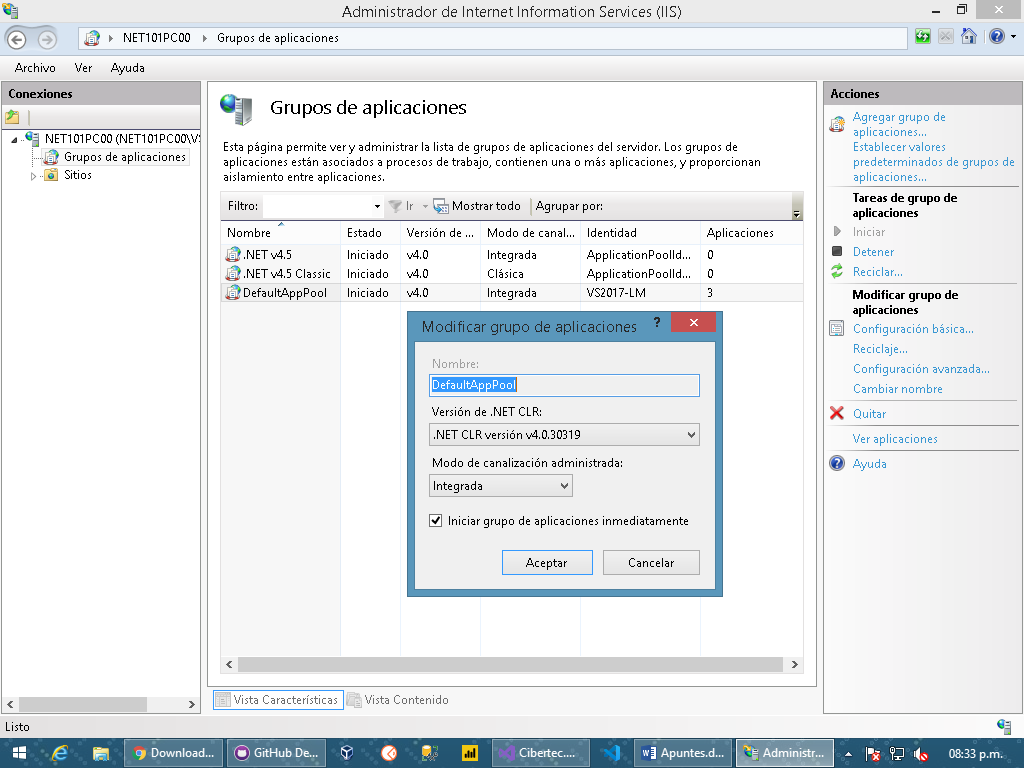 Administrador de Internet Information Services (IIS)
NET101PC00
Grupos de aplicaciones
Archivo Ver Ayuda
Conexiones
NET101PC00 (NET101PC00\VS
Grupos de aplicaciones
Sitios
Grupos de aplicaciones
Esta página permite ver y administrar la lista de grupos de aplicaciones del servidor. Los grupos de
aplicaciones están asociados a procesos de trabajo, contienen una o más aplicaciones, y proporcionan
aislamiento entre aplicaciones.
Filtro: Ir Mostrar todo Agrupar por:
Nombre Estado Versión de ... Modo de canal... Identidad Aplicaciones
.NET v4.5 Iniciado v4.0 Integrada ApplicationPoolId... 0
.NET v4.5 Classic Iniciado v4.0 Clásica ApplicationPoolId... 0
DefaultAppPool Iniciado v4.0 Integrada VS2017-LM 3
Modificar grupo de aplicaciones ?
Nombre:
DefaultAppPool
Versión de .NET CLR:
.NET CLR versión v4.0.30319
Modo de canalización administrada:
Integrada
Iniciar grupo de aplicaciones inmediatamente
Aceptar Cancelar
Vista Características Vista Contenido
Acciones
Agregar grupo de
aplicaciones...
Establecer valores
predeterminados de grupos de
aplicaciones...
Tareas de grupo de
aplicaciones
Iniciar
Detener
Reciclar...
Modificar grupo de
aplicaciones
Configuración básica...
Reciclaje...
Configuración avanzada...
Cambiar nombre
Quitar
Ver aplicaciones
Ayuda
Listo
Download... GitHub De... Cibertec.... Apuntes.d... Administr... 08:33 p.m.